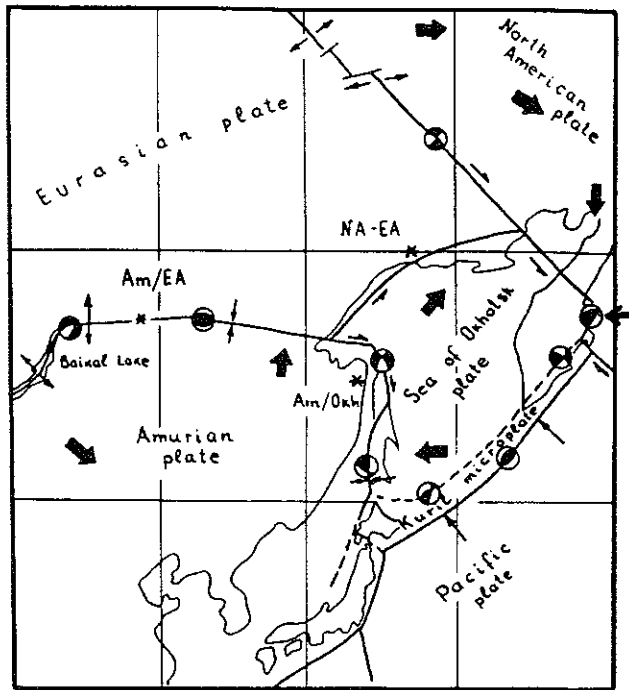 North
American
plate
Eurasian plate
NA-EA
Am/EA
Baikal Lake
Am/Okh
Sea of Okhotsk
plate
Amurian
plate
Kuril microplate
Pacific
plate